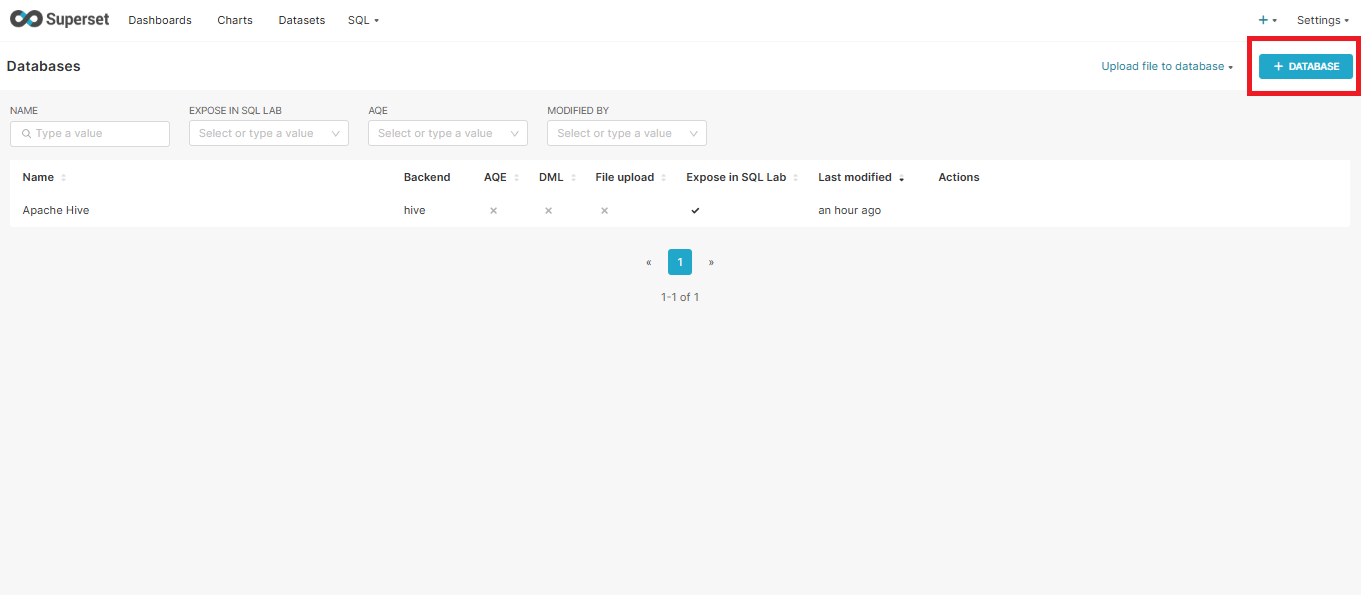 Superset Dashboards Charts Datasets SQL + Settings
Databases Upload file to database + DATABASE
NAME EXPOSE IN SQL LAB AQE MODIFIED BY
Type a value Select or type a value Select or type a value Select or type a value
Name Backend AQE DML File upload Expose in SQL Lab Last modified Actions
Apache Hive hive an hour ago
« 1 »
1-1 of 1